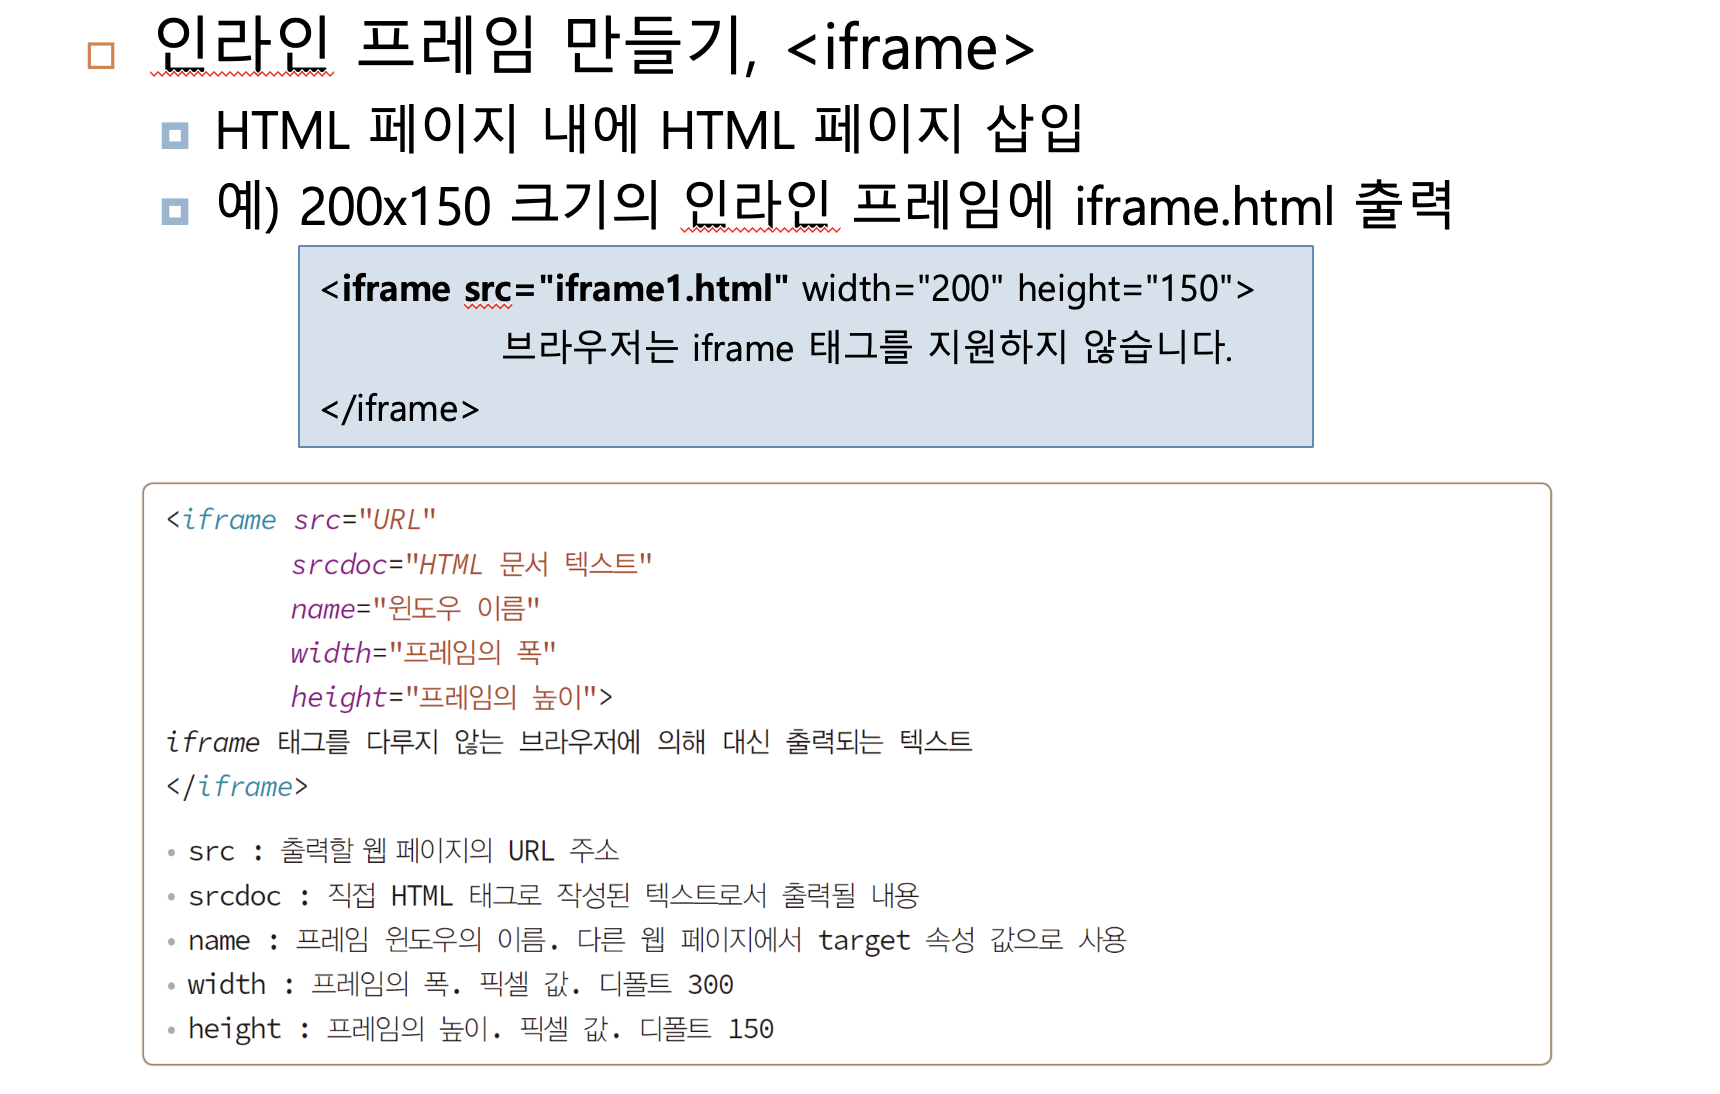 인라인 프레임 만들기, <iframe>
HTML 페이지 내에 HTML 페이지 삽입
예) 200x150 크기의 인라인 프레임에 iframe.html 출력
<iframe src="iframe1.html" width="200" height="150">
브라우저는 iframe 태그를 지원하지 않습니다.
</iframe>
<iframe src="URL"
srcdoc="HTML 문서 텍스트"
name="윈도우 이름"
width="프레임의 폭"
height="프레임의 높이">
iframe 태그를 다루지 않는 브라우저에 의해 대신 출력되는 텍스트
</iframe>
• src : 출력할 웹 페이지의 URL 주소
• srcdoc : 직접 HTML 태그로 작성된 텍스트로서 출력될 내용
• name : 프레임 윈도우의 이름. 다른 웹 페이지에서 target 속성 값으로 사용
• width : 프레임의 폭. 픽셀 값. 디폴트 300
• height : 프레임의 높이. 픽셀 값. 디폴트 150